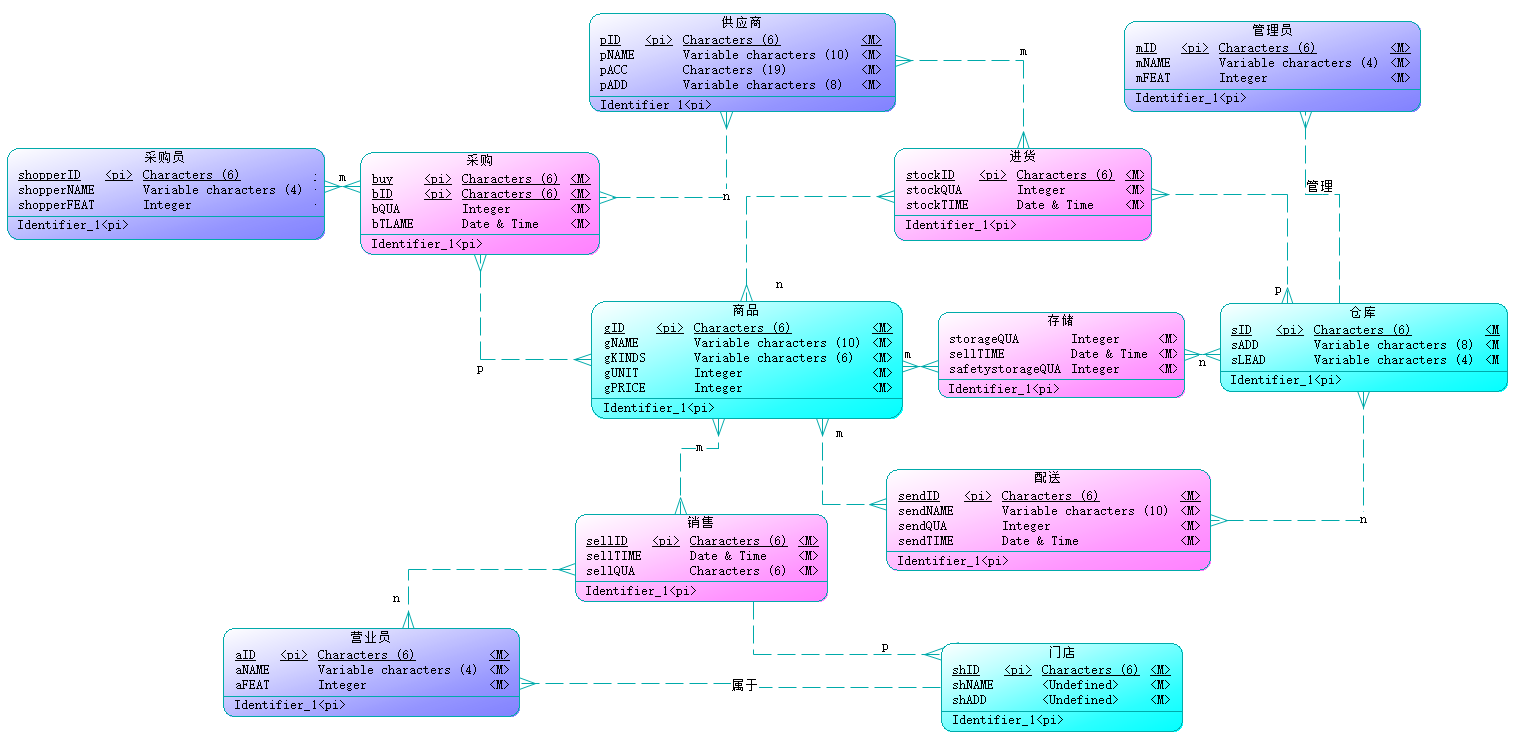 供应商
pID <pi> Characters (6) <M>
pNAME Variable characters (10) <M>
pACC Characters (19) <M>
pADD Variable characters (8) <M>
Identifier_1<pi>
管理员
mID <pi> Characters (6) <M>
mNAME Variable characters (4) <M>
mFEAT Integer <M>
Identifier_1<pi>
m
采购员
shopperID <pi> Characters (6)
shopperNAME Variable characters (4)
shopperFEAT Integer
Identifier_1<pi>
m
采购
buy <pi> Characters (6) <M>
bID <pi> Characters (6) <M>
bQUA Integer <M>
bTLAME Date & Time <M>
Identifier_1<pi>
n
进货
stockID <pi> Characters (6) <M>
stockQUA Integer <M>
stockTIME Date & Time <M>
Identifier_1<pi>
管理
n
p
p
商品
gID <pi> Characters (6) <M>
gNAME Variable characters (10) <M>
gKINDS Variable characters (6) <M>
gUNIT Integer <M>
gPRICE Integer <M>
Identifier_1<pi>
m
存储
storageQUA Integer <M>
sellTIME Date & Time <M>
safetystorageQUA Integer <M>
Identifier_1<pi>
n
仓库
sID <pi> Characters (6) <M
sADD Variable characters (8) <M
sLEAD Variable characters (4) <M
Identifier_1<pi>
m
m
配送
sendID <pi> Characters (6) <M>
sendNAME Variable characters (10) <M>
sendQUA Integer <M>
sendTIME Date & Time <M>
Identifier_1<pi>
n
销售
sellID <pi> Characters (6) <M>
sellTIME Date & Time <M>
sellQUA Characters (6) <M>
Identifier_1<pi>
n
p
营业员
aID <pi> Characters (6) <M>
aNAME Variable characters (4) <M>
aFEAT Integer <M>
Identifier_1<pi>
属于
门店
shID <pi> Characters (6) <M>
shNAME <Undefined> <M>
shADD <Undefined> <M>
Identifier_1<pi>